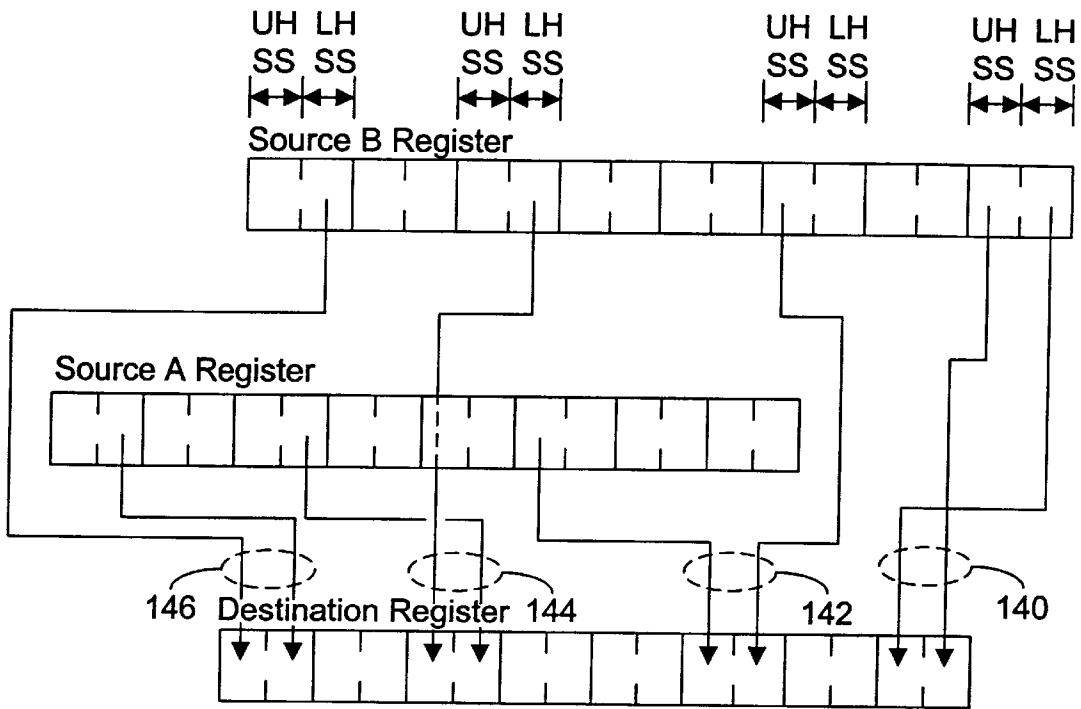 UH LH UH LH UH LH UH LH
SS SS SS SS SS SS SS SS
Source B Register
Source A Register
146 144 142 140
Destination Register